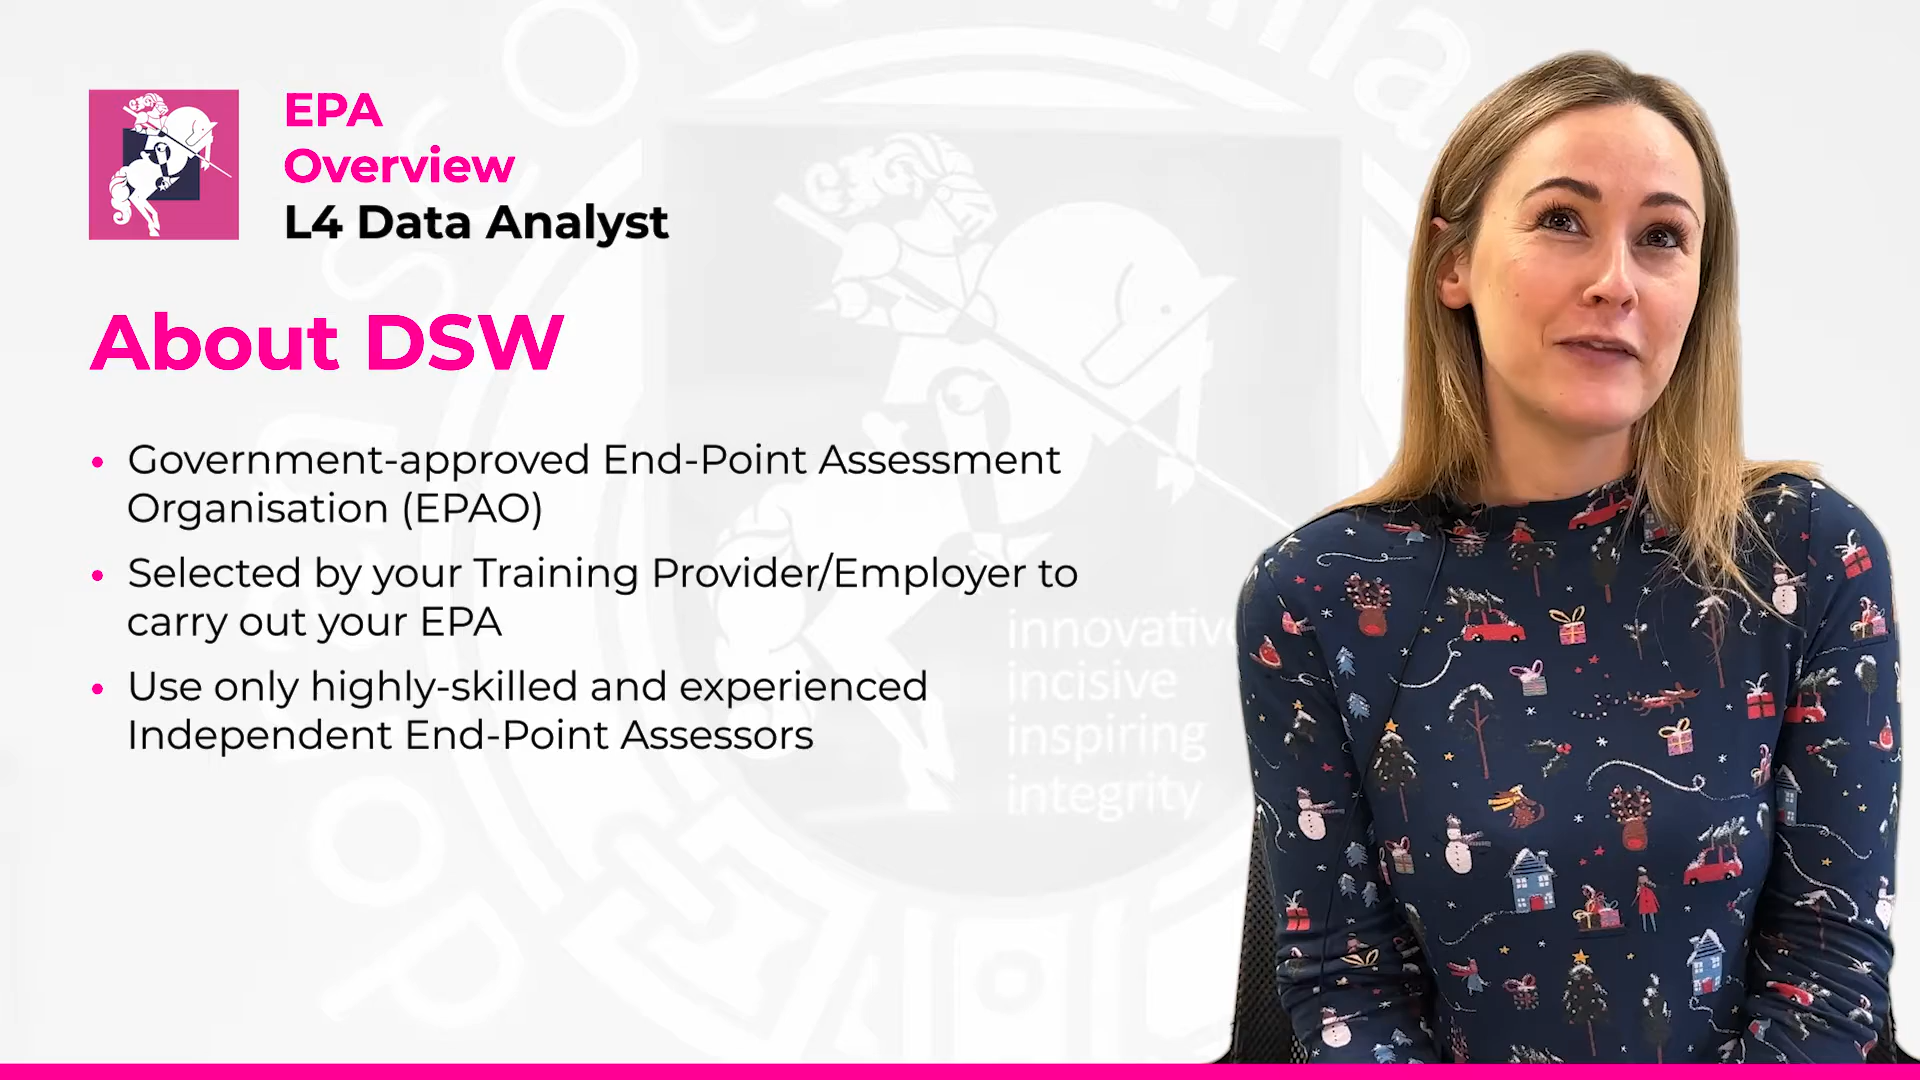 EPA
Overview
L4 Data Analyst
About DSW
• Government-approved End-Point Assessment
Organisation (EPAO)
• Selected by your Training Provider/Employer to
carry out your EPA
• Use only highly-skilled and experienced
Independent End-Point Assessors
innovative
incisive
inspiring
integrity